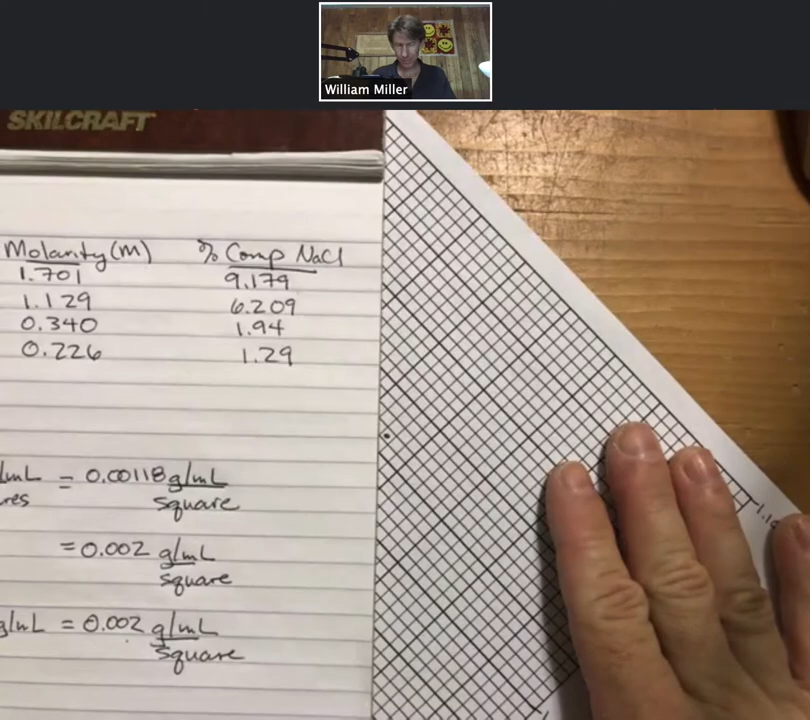 William Miller
SKILCRAFT
Molarity (M) % Comp NaCl
1.701 9.179
1.129 6.209
0.340 1.94
0.226 1.29
= 0.00118 g/mL
square
= 0.002 g/mL
square
g/mL = 0.002 g/mL
square